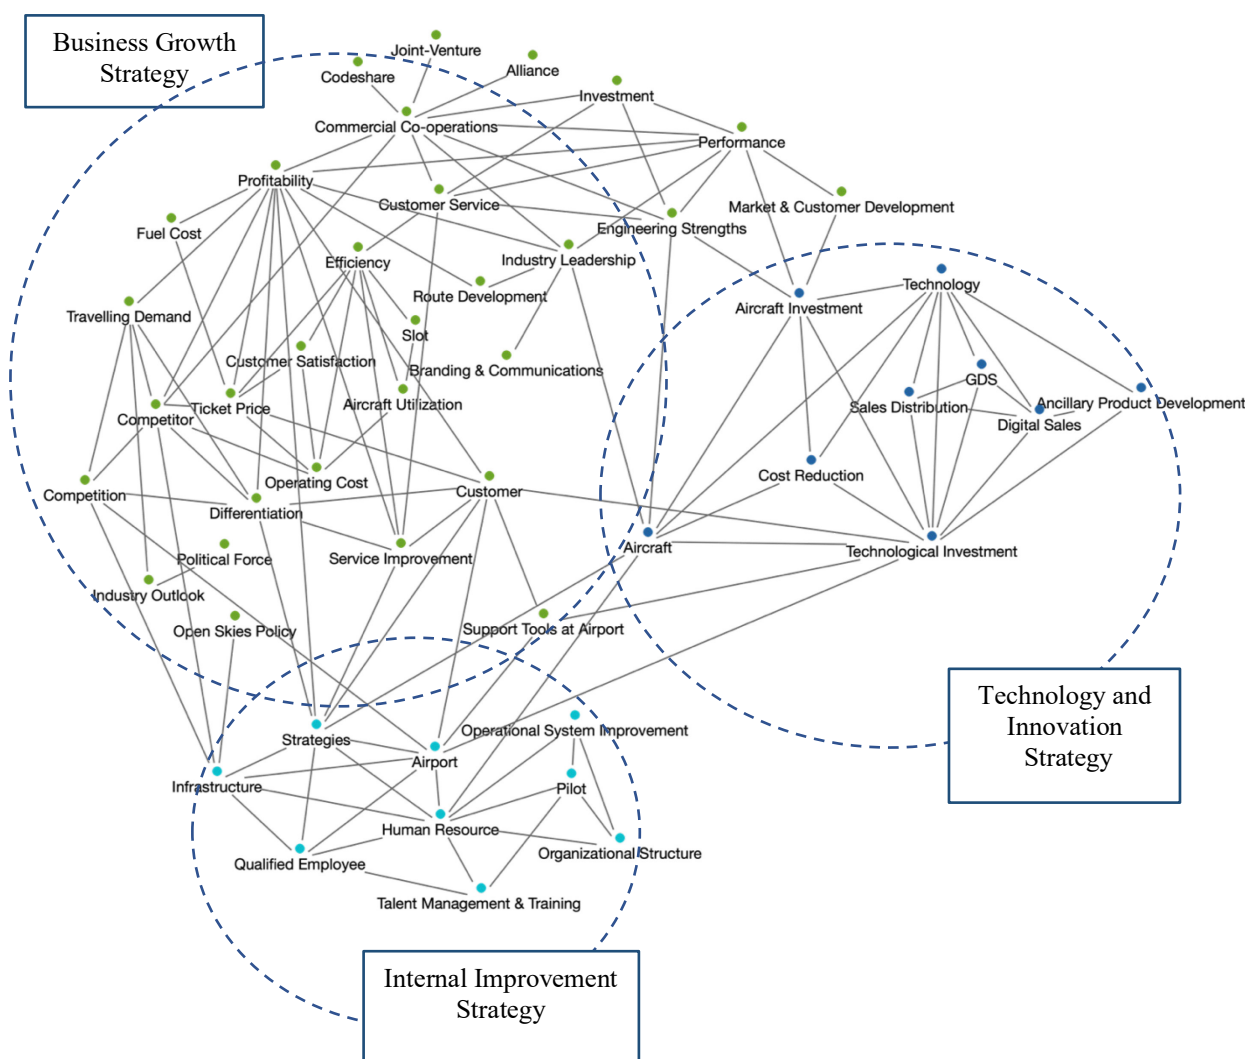 Business Growth
Strategy
Joint-Venture
Codeshare
Alliance
Investment
Commercial Co-operations
Performance
Profitability
Customer Service
Market & Customer Development
Fuel Cost
Engineering Strengths
Efficiency
Industry Leadership
Technology
Route Development
Aircraft Investment
Travelling Demand
Slot
Customer Satisfaction
Branding & Communications
GDS
Ticket Price
Aircraft Utilization
Sales Distribution
Ancillary Product Development
Competitor
Digital Sales
Operating Cost
Cost Reduction
Competition
Customer
Differentiation
Aircraft
Technological Investment
Political Force
Service Improvement
Industry Outlook
Open Skies Policy
Support Tools at Airport
Technology and
Innovation
Strategy
Strategies
Operational System Improvement
Airport
Infrastructure
Pilot
Human Resource
Organizational Structure
Qualified Employee
Talent Management & Training
Internal Improvement
Strategy